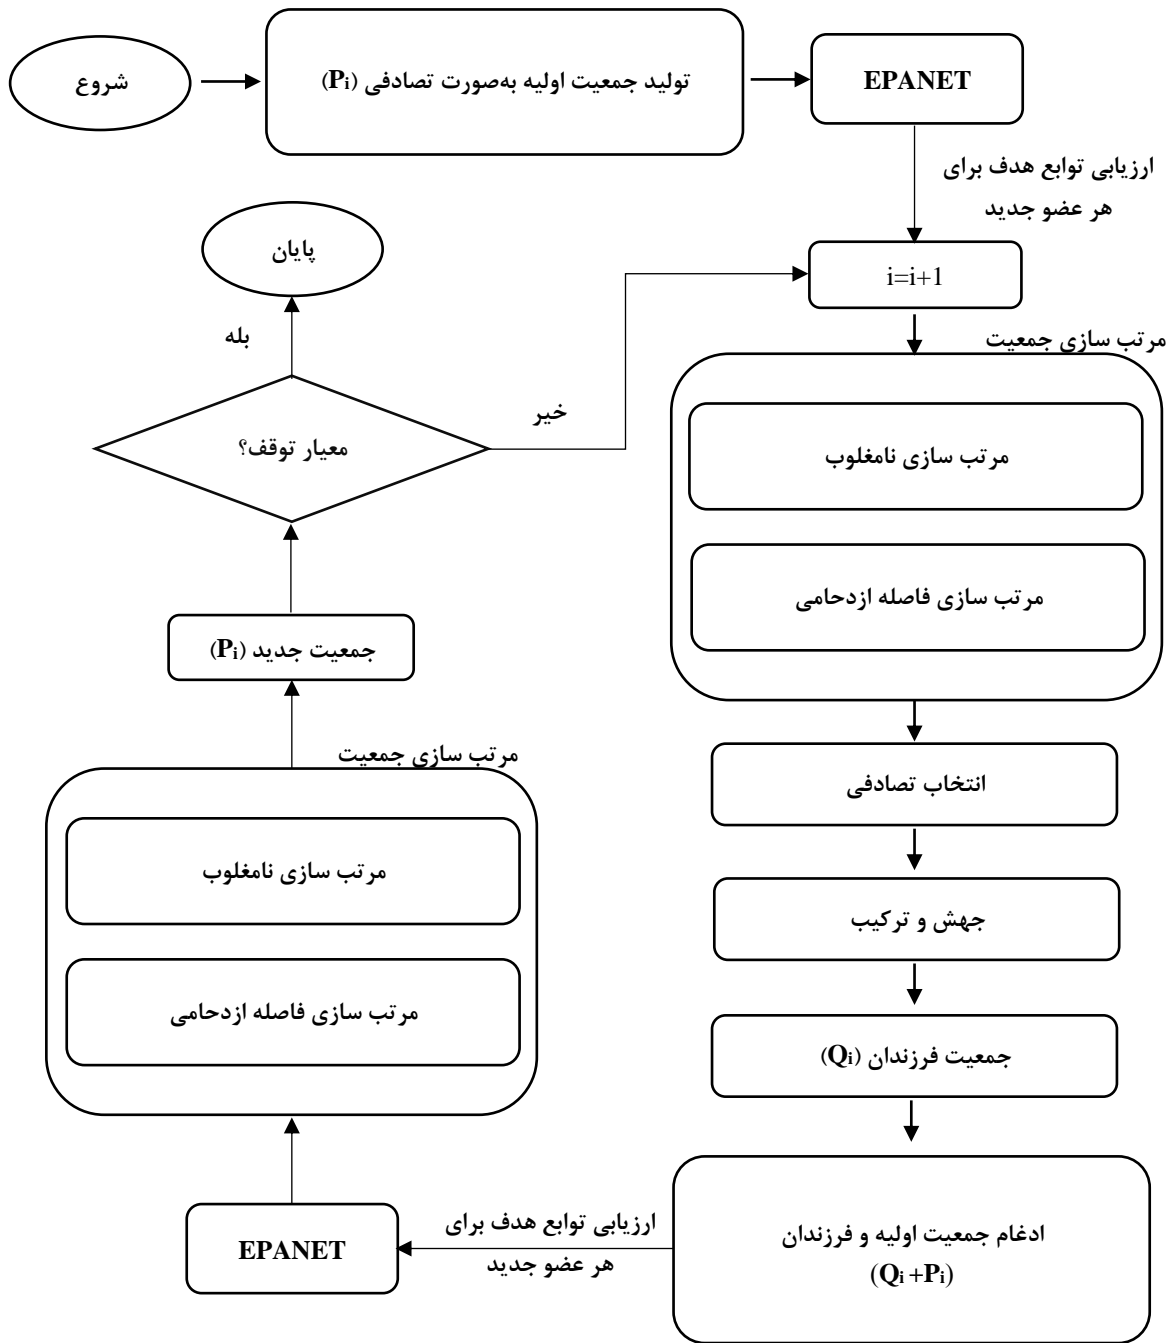 شروع
تولید جمعیت اولیه به‌صورت تصادفی (Pi)
EPANET
ارزیابی توابع هدف برای
هر عضو جدید
i=i+1
مرتب سازی جمعیت
مرتب سازی نامغلوب
مرتب سازی فاصله ازدحامی
انتخاب تصادفی
جهش و ترکیب
جمعیت فرزندان (Qi)
ادغام جمعیت اولیه و فرزندان
(Qi +Pi)
ارزیابی توابع هدف برای
هر عضو جدید
EPANET
مرتب سازی جمعیت
مرتب سازی نامغلوب
مرتب سازی فاصله ازدحامی
جمعیت جدید (Pi)
معیار توقف؟
خیر
بله
پایان